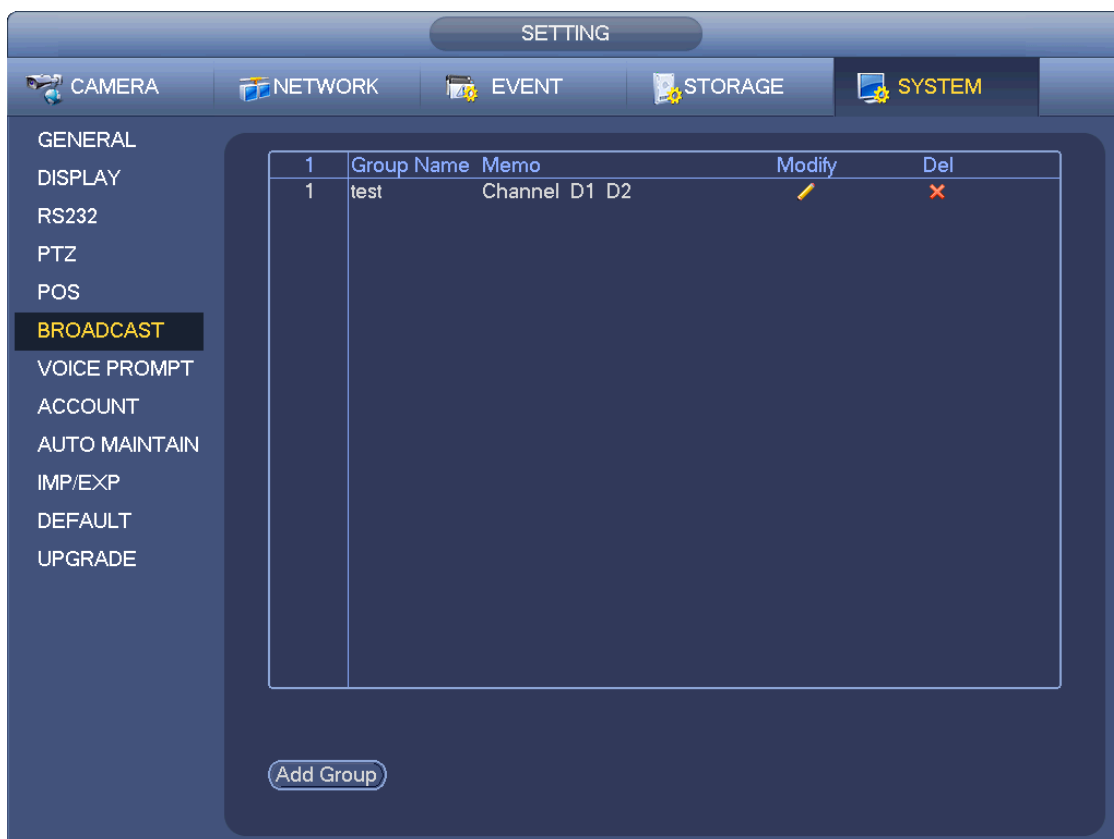 SETTING
CAMERA NETWORK EVENT STORAGE SYSTEM
GENERAL
DISPLAY
RS232
PTZ
POS
BROADCAST
VOICE PROMPT
ACCOUNT
AUTO MAINTAIN
IMP/EXP
DEFAULT
UPGRADE
1 Group Name Memo Modify Del
1 test Channel D1 D2
Add Group